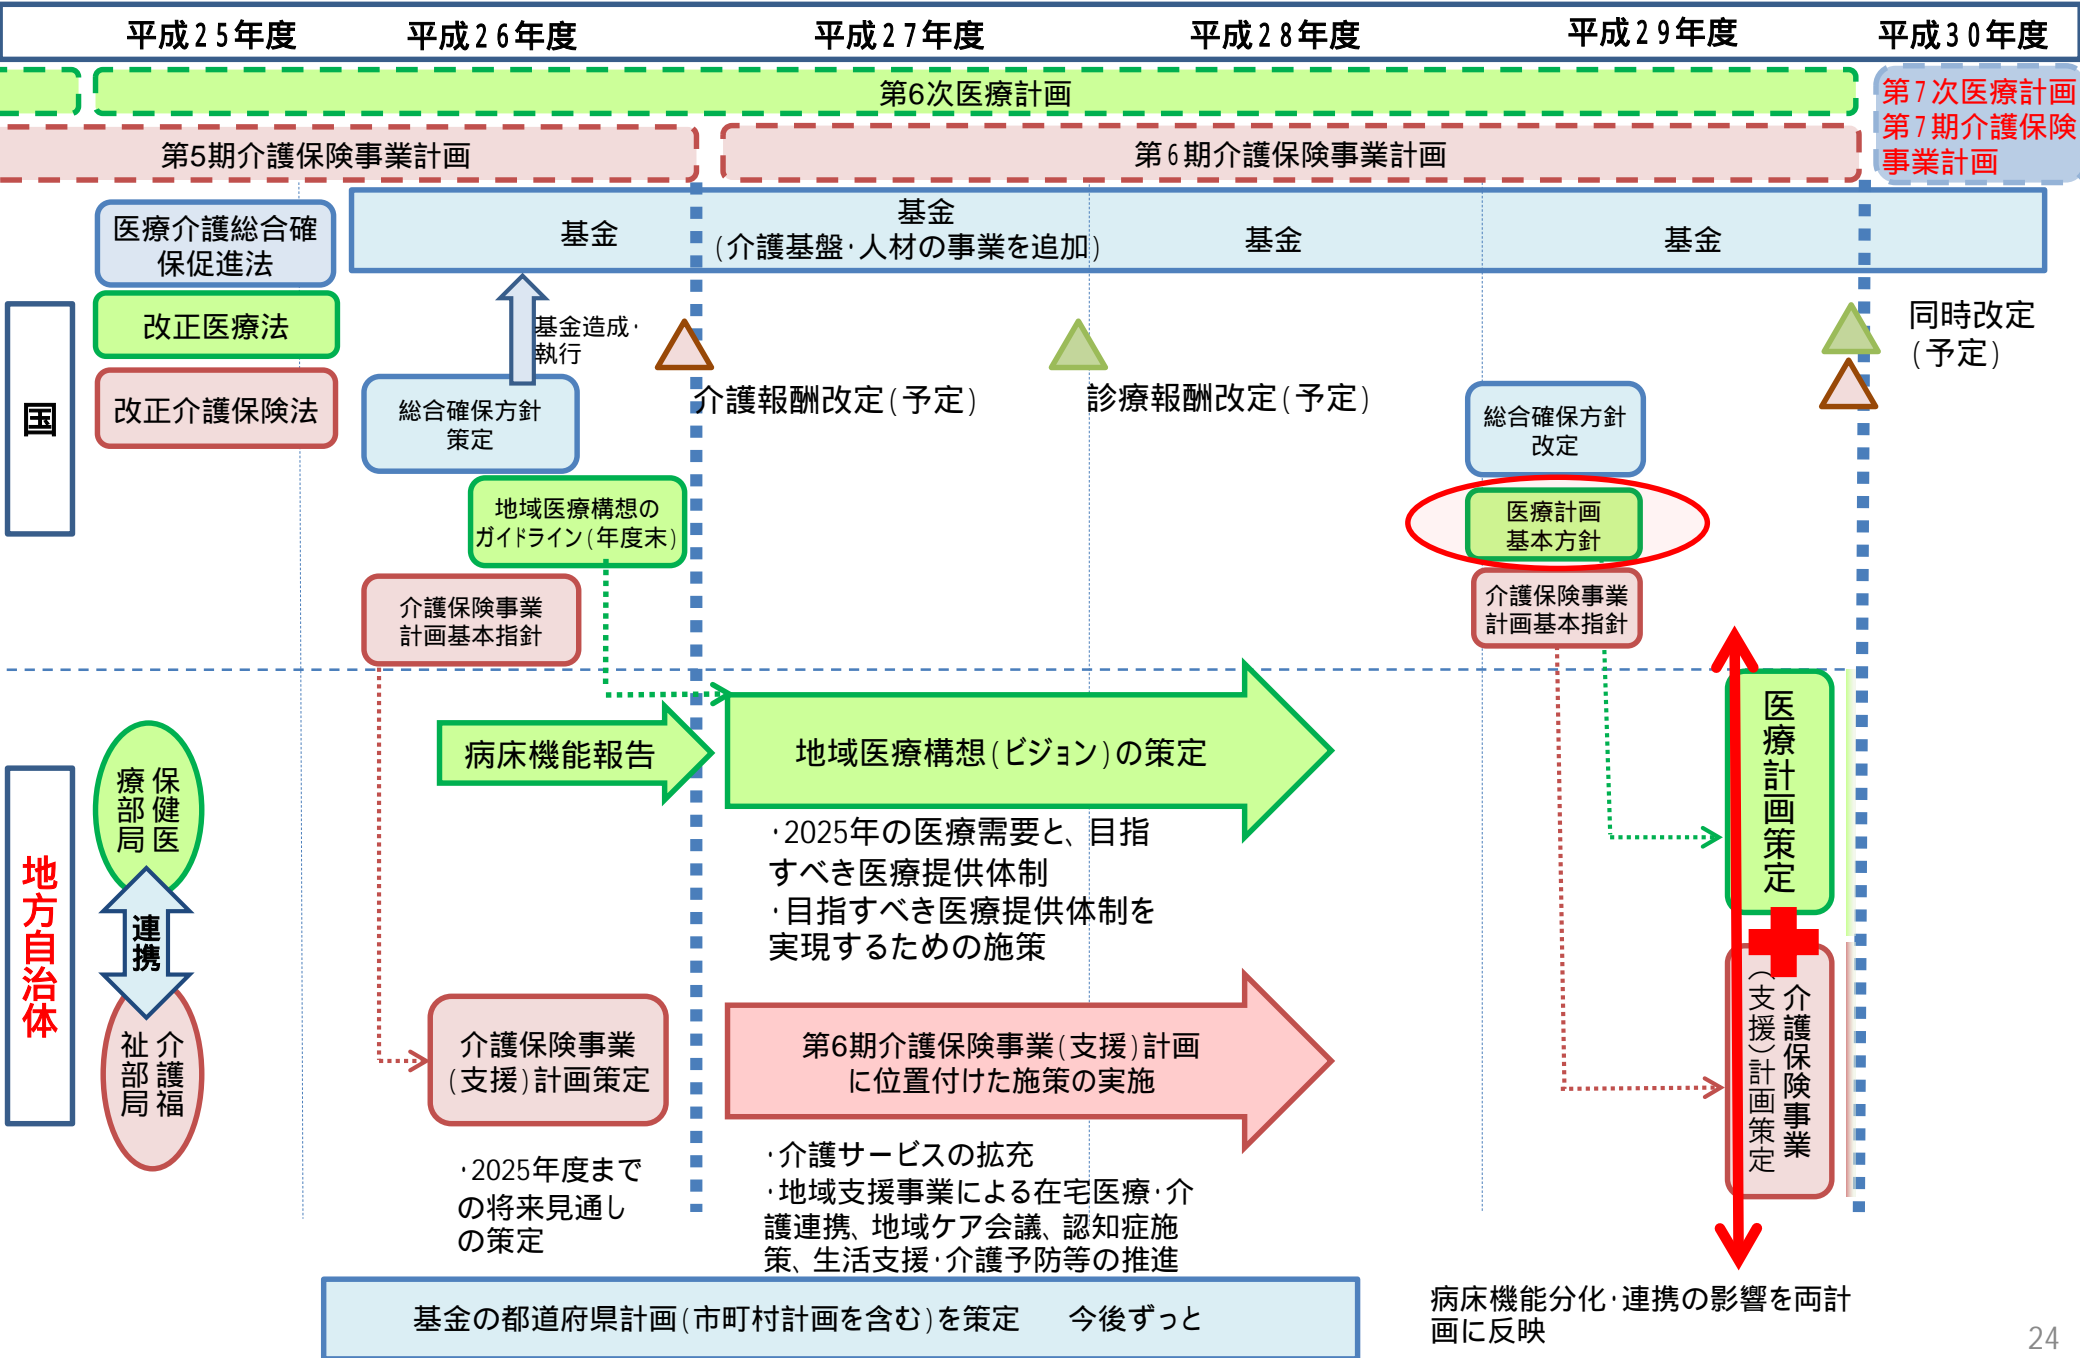 平成25年度
平成26年度
平成27年度
平成28年度
平成29年度
平成30年度
第6次医療計画
第7次医療計画
第7期介護保険
事業計画
第5期介護保険事業計画
第6期介護保険事業計画
医療介護総合確
保促進法
基金
基金
(介護基盤・人材の事業を追加)
基金
基金
国
改正医療法
改正介護保険法
基金造成・
執行
総合確保方針
策定
介護報酬改定(予定)
診療報酬改定(予定)
同時改定
(予定)
総合確保方針
改定
地域医療構想の
ガイドライン(年度末)
医療計画
基本方針
介護保険事業
計画基本指針
介護保険事業
計画基本指針
地方自治体
保健医
療部局
連携
介護福
祉部局
病床機能報告
地域医療構想(ビジョン)の策定
・2025年の医療需要と、目指
すべき医療提供体制
・目指すべき医療提供体制を
実現するための施策
医療計画策定
介護保険事業
(支援)計画策定
第6期介護保険事業(支援)計画
に位置付けた施策の実施
介護保険事業
(支援)計画策定
・2025年度まで
の将来見通し
の策定
・介護サービスの拡充
・地域支援事業による在宅医療・介
護連携、地域ケア会議、認知症施
策、生活支援・介護予防等の推進
基金の都道府県計画(市町村計画を含む)を策定　今後ずっと
病床機能分化・連携の影響を両計
画に反映
24